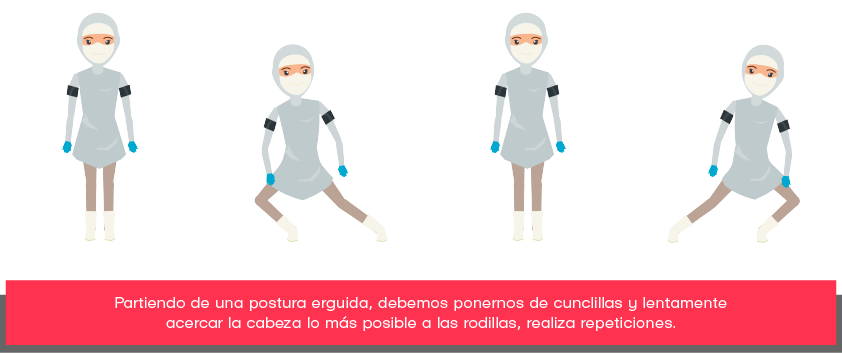 Partiendo de una postura erguida, debemos ponernos de cunclillas y lentamente
acercar la cabeza lo más posible a las rodillas, realiza repeticiones.